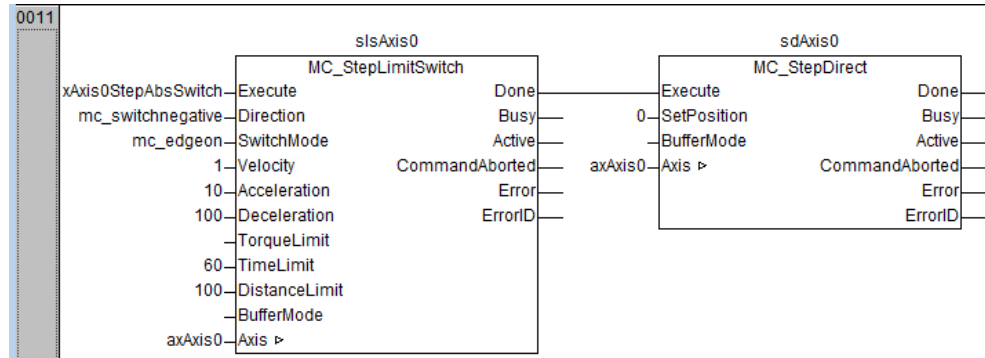 0011
slsAxis0
sdAxis0
MC_StepLimitSwitch
MC_StepDirect
xAxis0StepAbsSwitch Execute Done Execute Done
mc_switchnegative Direction Busy 0 SetPosition Busy
mc_edgeon SwitchMode Active BufferMode Active
1 Velocity CommandAborted axAxis0 Axis CommandAborted
10 Acceleration Error Error
100 Deceleration ErrorID ErrorID
TorqueLimit
60 TimeLimit
100 DistanceLimit
BufferMode
axAxis0 Axis